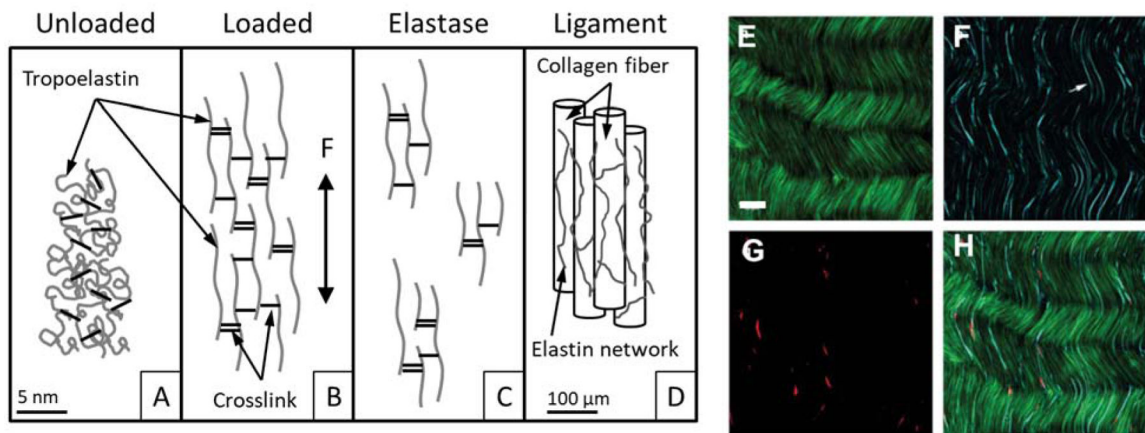 Unloaded
Loaded
Elastase
Ligament
Tropoelastin
F
Crosslink
Collagen fiber
Elastin network
5 nm
100 µm
A
B
C
D
E
F
G
H